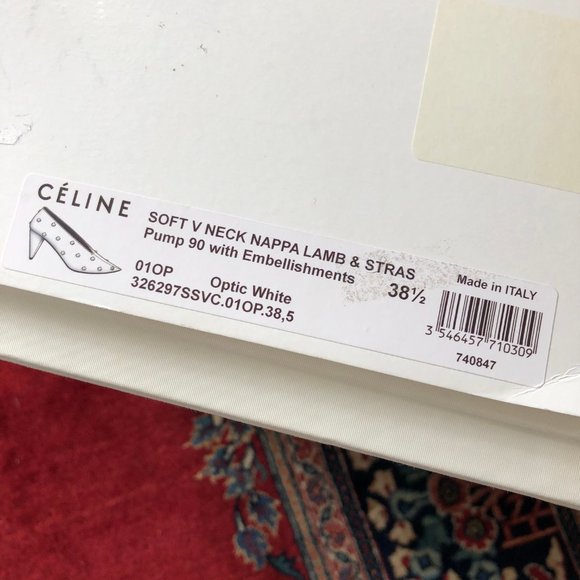 CÉLINE
SOFT V NECK NAPPA LAMB & STRAS
Pump 90 with Embellishments
01OP Optic White 38½
326297SSVC.01OP.38,5
Made in ITALY
3 546457 710309
740847